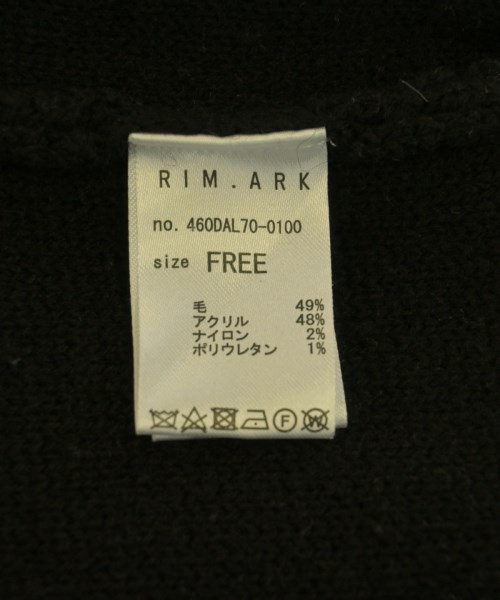 RIM.ARK
no. 460DAL70-0100
size FREE
毛 49%
アクリル 48%
ナイロン 2%
ポリウレタン 1%
F W